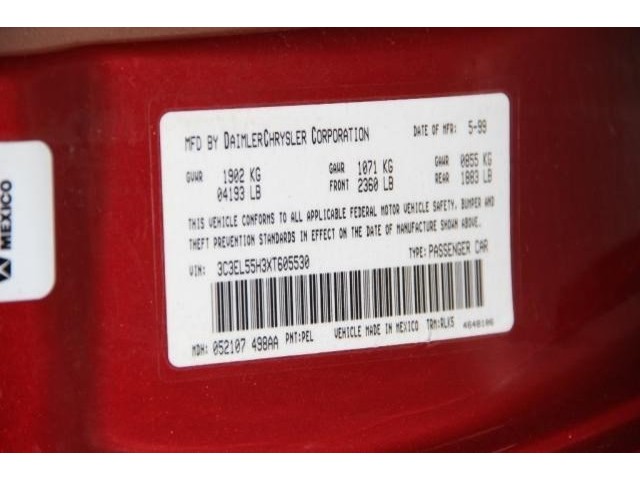 MFD BY DAIMLERCHRYSLER CORPORATION DATE OF MFR: 5-99
GVWR 1902 KG GAWR 1071 KG GAWR 0855 KG
04193 LB FRONT 2360 LB REAR 1883 LB
THIS VEHICLE CONFORMS TO ALL APPLICABLE FEDERAL MOTOR VEHICLE SAFETY, BUMPER AND
THEFT PREVENTION STANDARDS IN EFFECT ON THE DATE OF MANUFACTURE SHOWN ABOVE.
VIN: 3C3EL55H3XT605530 TYPE: PASSENGER CAR
MDH: 052107 498AA PNT:PEL VEHICLE MADE IN MEXICO TRM:RLK5 4648106
MEXICO